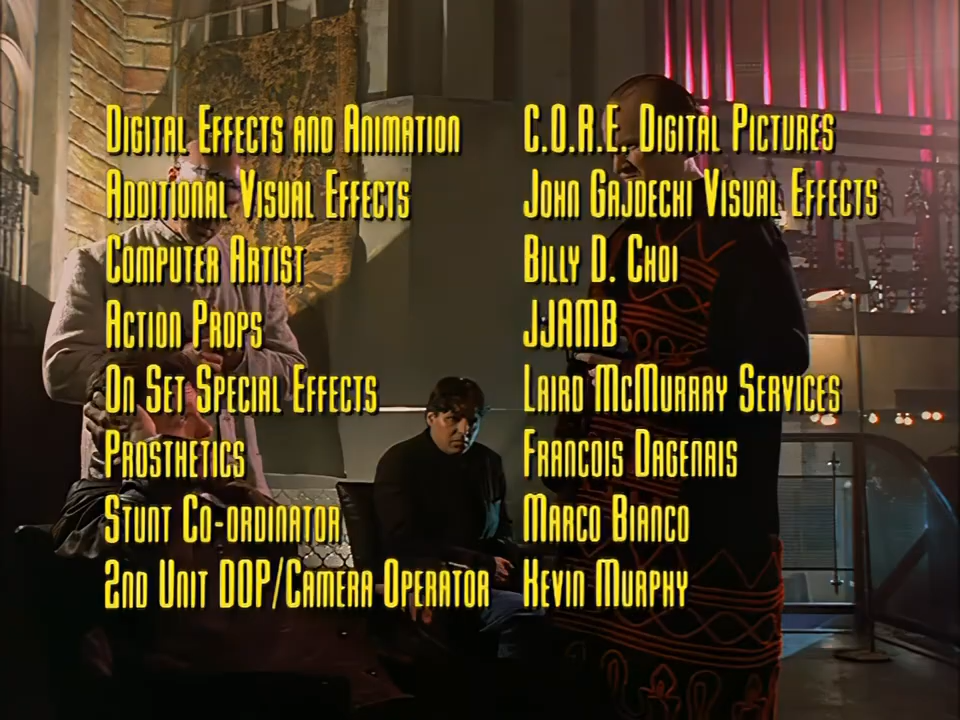 Digital Effects and Animation C.O.R.E. Digital Pictures
Additional Visual Effects John Gajdecki Visual Effects
Computer Artist Billy D. Choi
Action Props JJAMB
On Set Special Effects Laird McMurray Services
Prosthetics Francois Dagenais
Stunt Co-ordinator Marco Bianco
2nd Unit DOP/Camera Operator Kevin Murphy